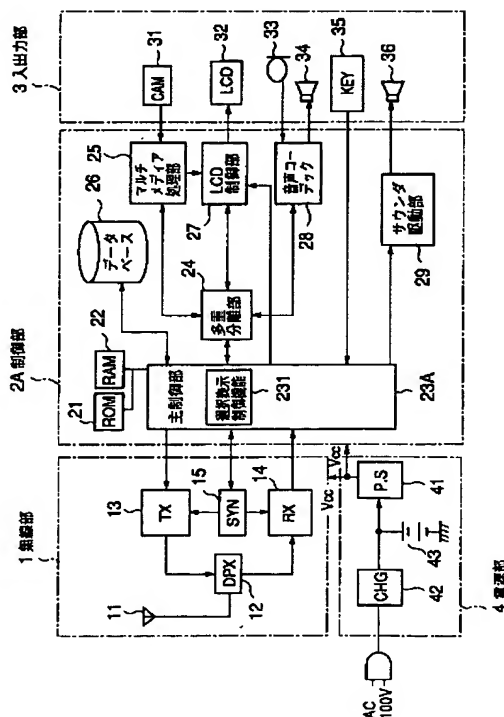 3 入出力部
31
CAM
32
LCD
33
34
35
KEY
36
2A 制御部
25
マルチ
メディア
処理部
26
データ
ベース
LCD
制御部
27
音声コー
デック
28
サウンダ
駆動部
29
24
多重
分離部
22
RAM
21
ROM
主制御部
選択表示
制御機能
231
23A
1 無線部
13
TX
15
SYN
14
RX
11
DPX
12
Vcc
Vcc
P.S
41
43
CHG
42
4 電源部
AC
100V